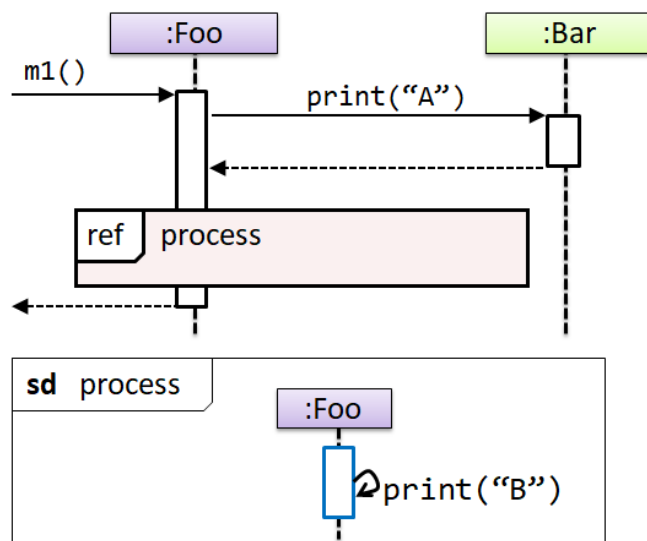 :Foo
:Bar
m1()
print(“A”)
ref process
sd process
:Foo
print(“B”)